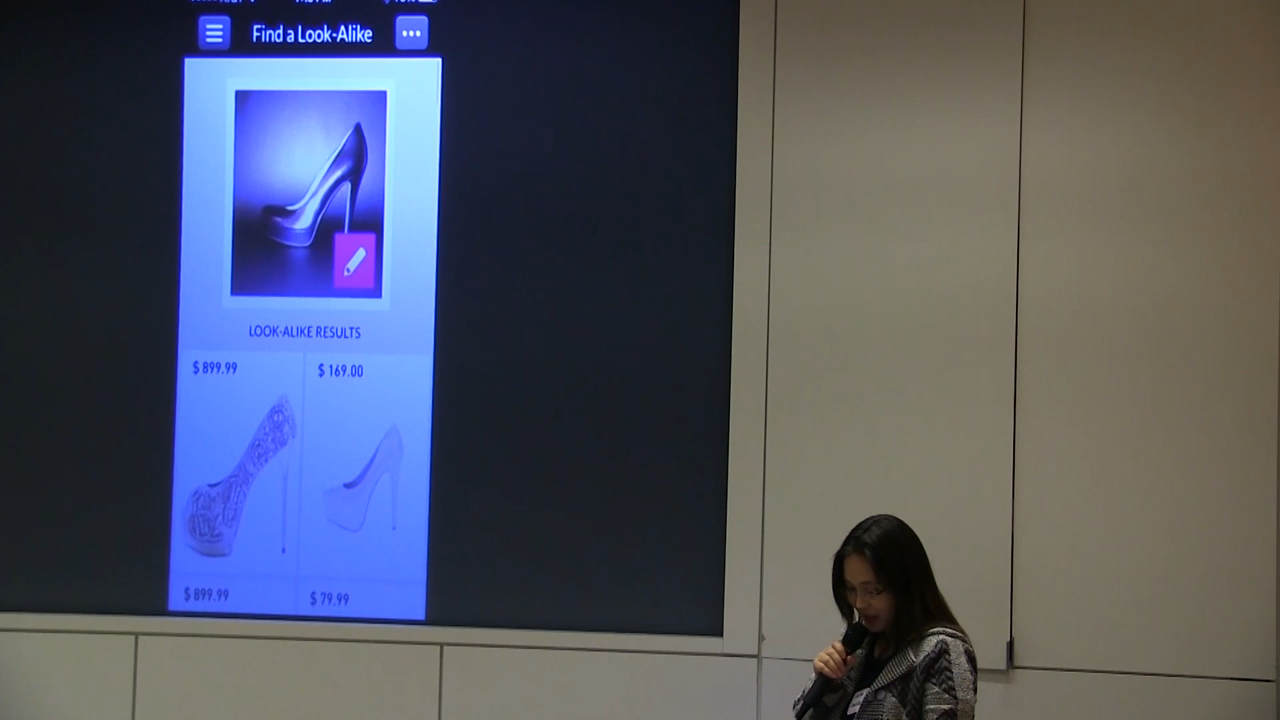 Find a Look-Alike
LOOK-ALIKE RESULTS
$ 899.99
$ 169.00
$ 899.99
$ 79.99